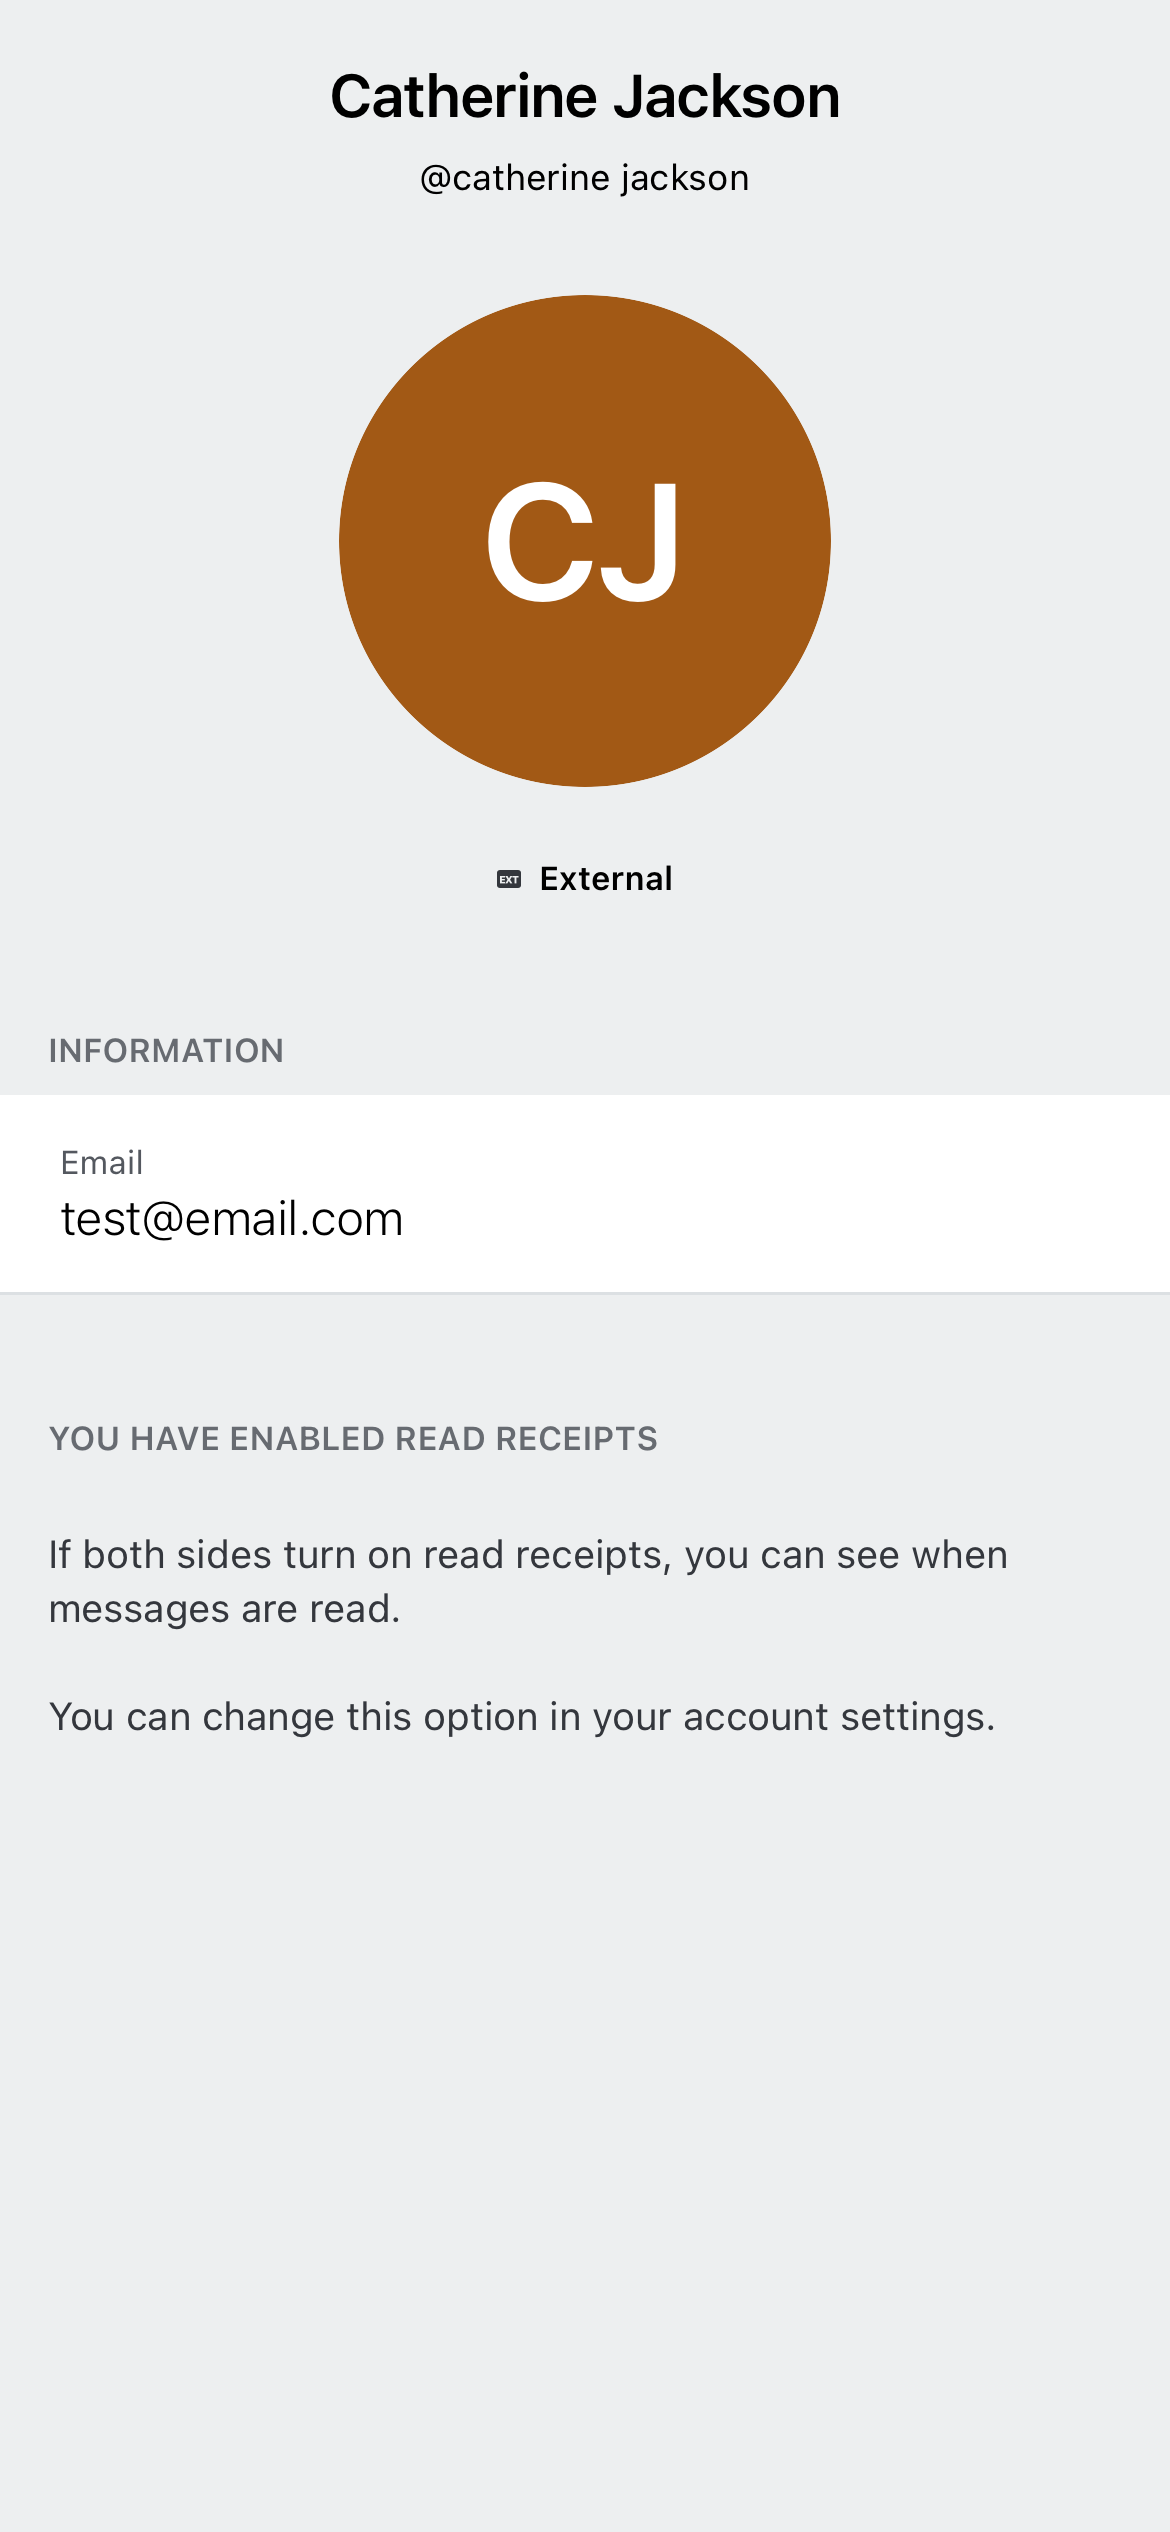 Catherine Jackson
@catherine jackson
CJ
EXT External
INFORMATION
Email
test@email.com
YOU HAVE ENABLED READ RECEIPTS
If both sides turn on read receipts, you can see when
messages are read.
You can change this option in your account settings.